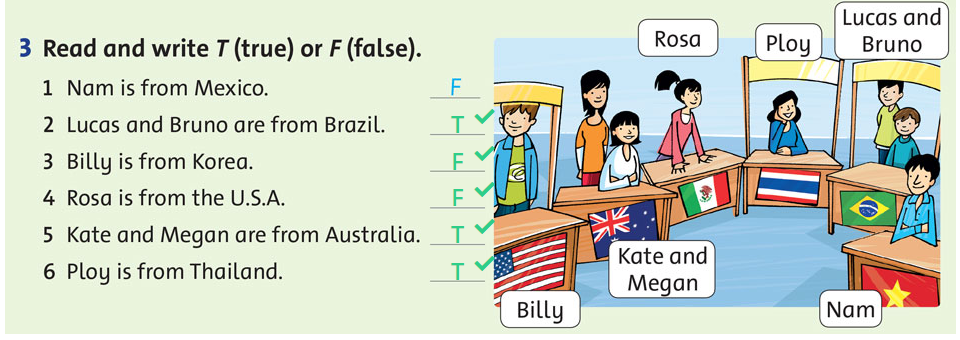 3 Read and write T (true) or F (false).
1 Nam is from Mexico. F
2 Lucas and Bruno are from Brazil. T
3 Billy is from Korea. F
4 Rosa is from the U.S.A. F
5 Kate and Megan are from Australia. T
6 Ploy is from Thailand. T
Rosa
Ploy
Lucas and
Bruno
Kate and
Megan
Billy
Nam